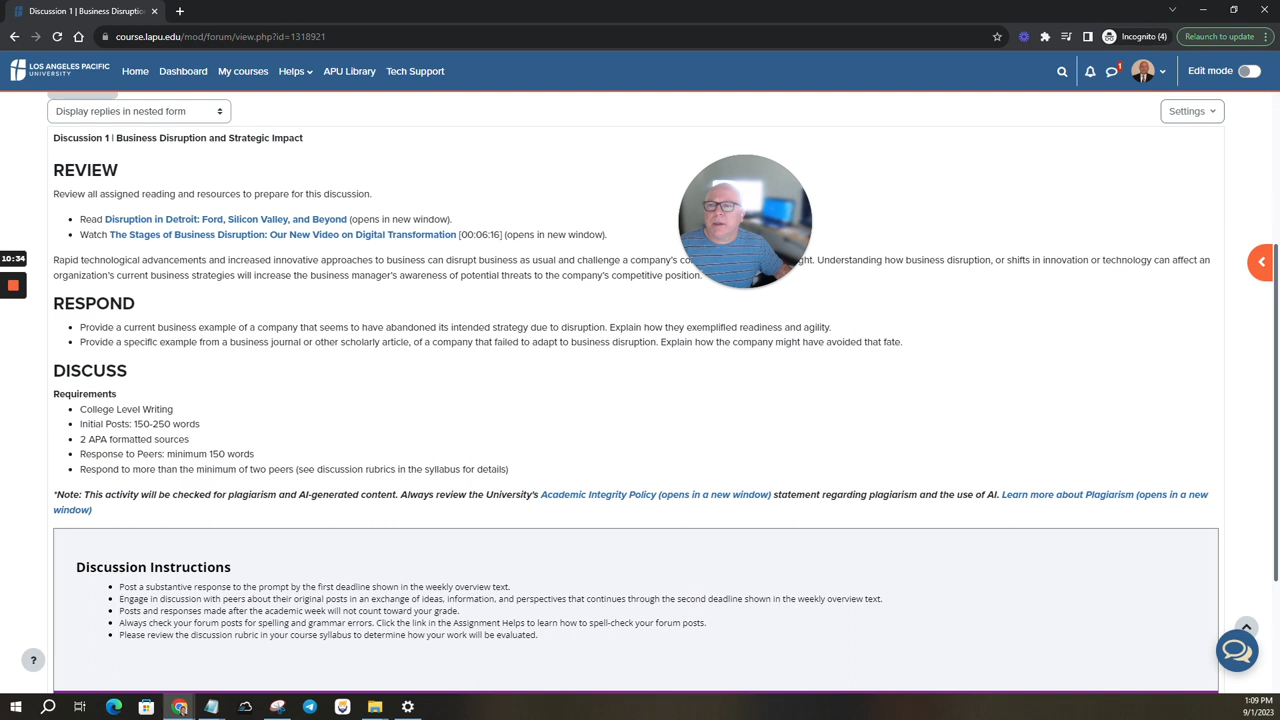 Discussion 1 | Business Disruptio
course.lapu.edu/mod/forum/view.php?id=1318921
Incognito (4)
Relaunch to update
LOS ANGELES PACIFIC
UNIVERSITY
Home
Dashboard
My courses
Helps
APU Library
Tech Support
1
Edit mode
Display replies in nested form
Settings
Discussion 1 | Business Disruption and Strategic Impact
REVIEW
Review all assigned reading and resources to prepare for this discussion.
• Read Disruption in Detroit: Ford, Silicon Valley, and Beyond (opens in new window).
• Watch The Stages of Business Disruption: Our New Video on Digital Transformation [00:06:16] (opens in new window).
10:34
Rapid technological advancements and increased innovative approaches to business can disrupt business as usual and challenge a company's ght. Understanding how business disruption, or shifts in innovation or technology can affect an
organization's current business strategies will increase the business manager's awareness of potential threats to the company's competitive position.
RESPOND
• Provide a current business example of a company that seems to have abandoned its intended strategy due to disruption. Explain how they exemplified readiness and agility.
• Provide a specific example from a business journal or other scholarly article, of a company that failed to adapt to business disruption. Explain how the company might have avoided that fate.
DISCUSS
Requirements
• College Level Writing
• Initial Posts: 150-250 words
• 2 APA formatted sources
• Response to Peers: minimum 150 words
• Respond to more than the minimum of two peers (see discussion rubrics in the syllabus for details)
*Note: This activity will be checked for plagiarism and AI-generated content. Always review the University's Academic Integrity Policy (opens in a new window) statement regarding plagiarism and the use of AI. Learn more about Plagiarism (opens in a new
window)
Discussion Instructions
• Post a substantive response to the prompt by the first deadline shown in the weekly overview text.
• Engage in discussion with peers about their original posts in an exchange of ideas, information, and perspectives that continues through the second deadline shown in the weekly overview text.
• Posts and responses made after the academic week will not count toward your grade.
• Always check your forum posts for spelling and grammar errors. Click the link in the Assignment Helps to learn how to spell-check your forum posts.
• Please review the discussion rubric in your course syllabus to determine how your work will be evaluated.
?
1:09 PM
9/1/2023